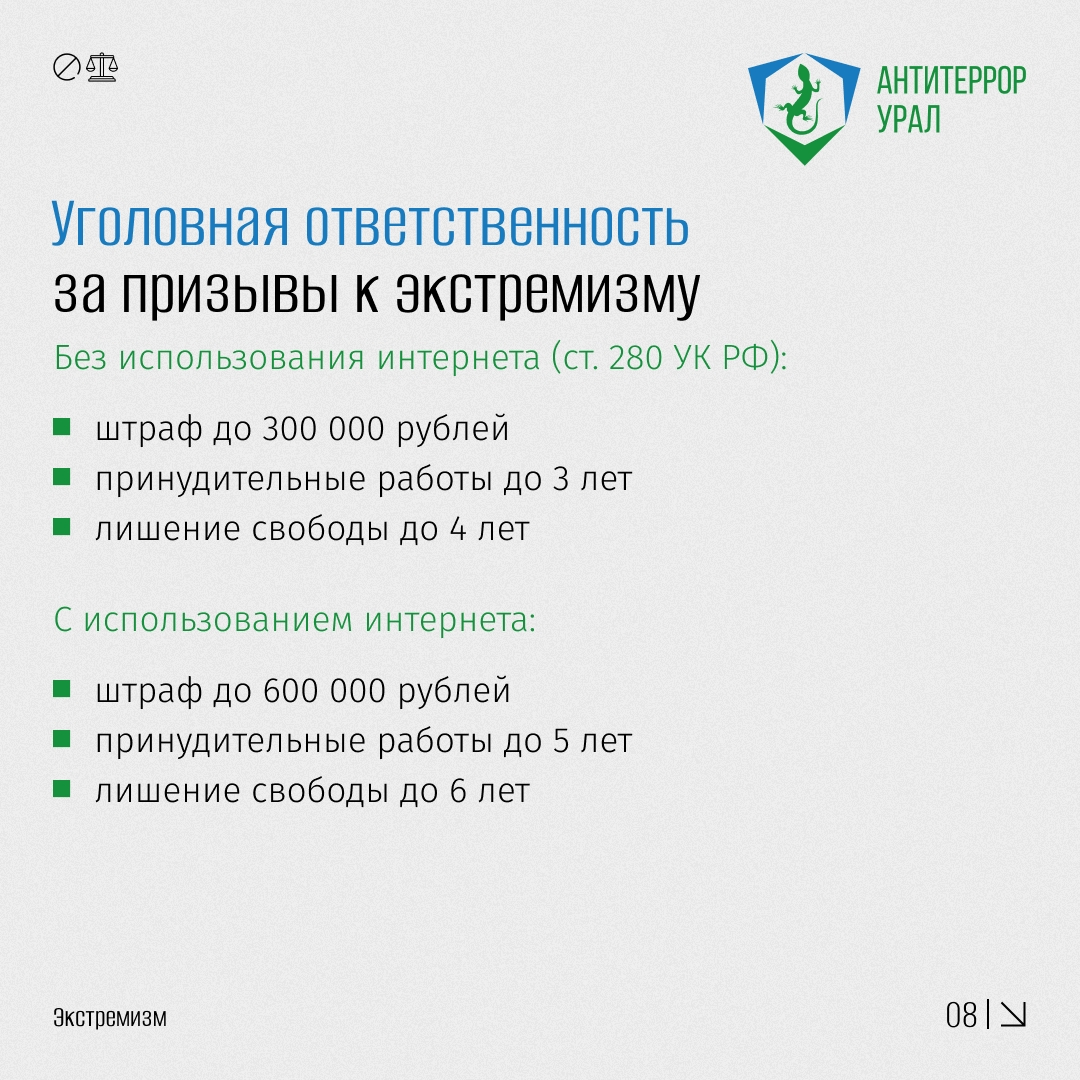 АНТИТЕРРОР
УРАЛ
Уголовная ответственность
за призывы к экстремизму
Без использования интернета (ст. 280 УК РФ):
штраф до 300 000 рублей
принудительные работы до 3 лет
лишение свободы до 4 лет
С использованием интернета:
штраф до 600 000 рублей
принудительные работы до 5 лет
лишение свободы до 6 лет
Экстремизм
08